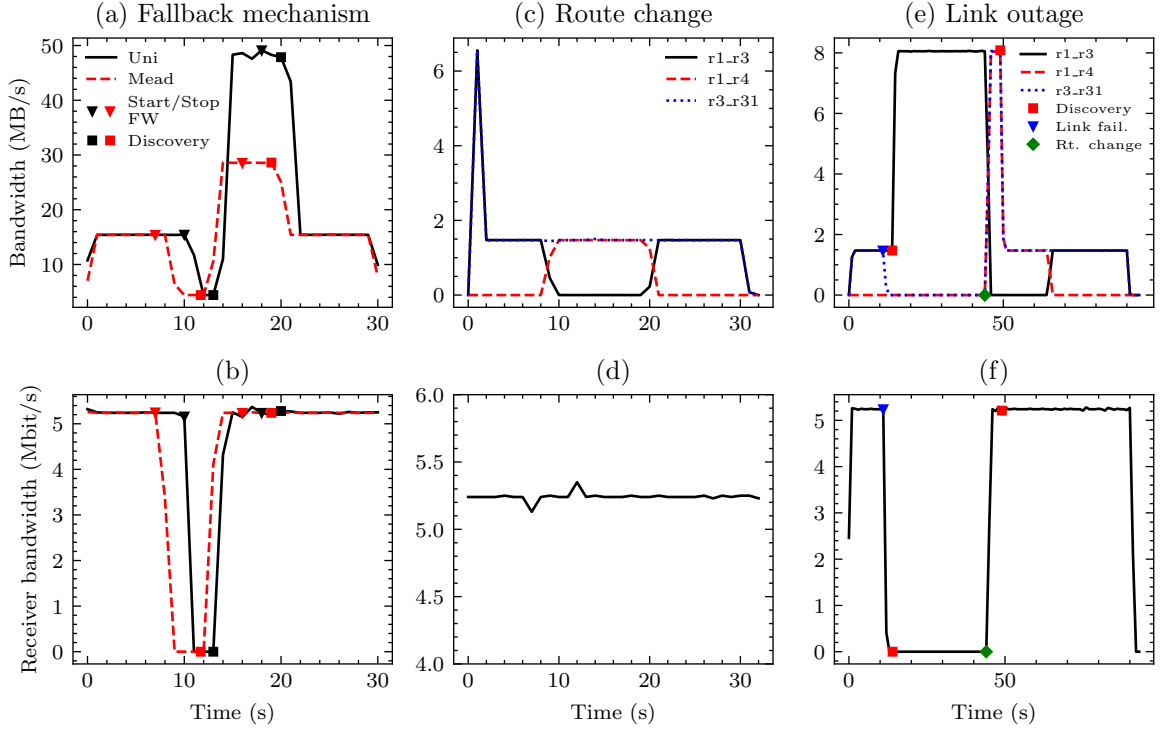 (a) Fallback mechanism
(c) Route change
(e) Link outage
Bandwidth (MB/s)
50
40
30
20
10
Uni
Mead
Start/Stop
FW
Discovery
0
10
20
30
6
5
4
3
2
1
0
r1_r3
r1_r4
r3_r31
0
10
20
30
8
6
4
2
0
r1_r3
r1_r4
r3_r31
Discovery
Link fail.
Rt. change
0
50
(b)
(d)
(f)
Receiver bandwidth (Mbit/s)
5
4
3
2
1
0
0
10
20
30
Time (s)
6.0
5.5
5.0
4.5
4.0
0
10
20
30
Time (s)
5
4
3
2
1
0
0
50
Time (s)